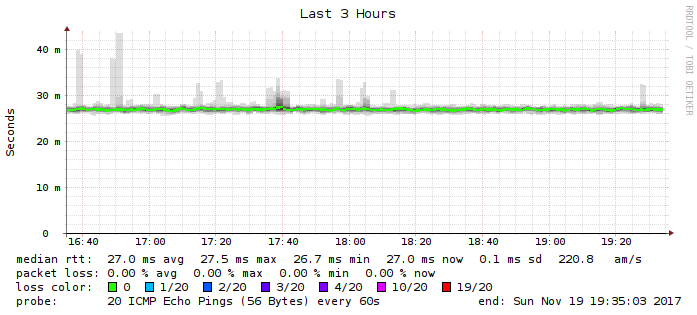 Last 3 Hours
RRDTOOL / TOBI OETIKER
Seconds
40 m
30 m
20 m
10 m
0
16:40 17:00 17:20 17:40 18:00 18:20 18:40 19:00 19:20
median rtt: 27.0 ms avg 27.5 ms max 26.7 ms min 27.0 ms now 0.1 ms sd 220.8 am/s
packet loss: 0.00 % avg 0.00 % max 0.00 % min 0.00 % now
loss color: 0 1/20 2/20 3/20 4/20 10/20 19/20
probe: 20 ICMP Echo Pings (56 Bytes) every 60s end: Sun Nov 19 19:35:03 2017